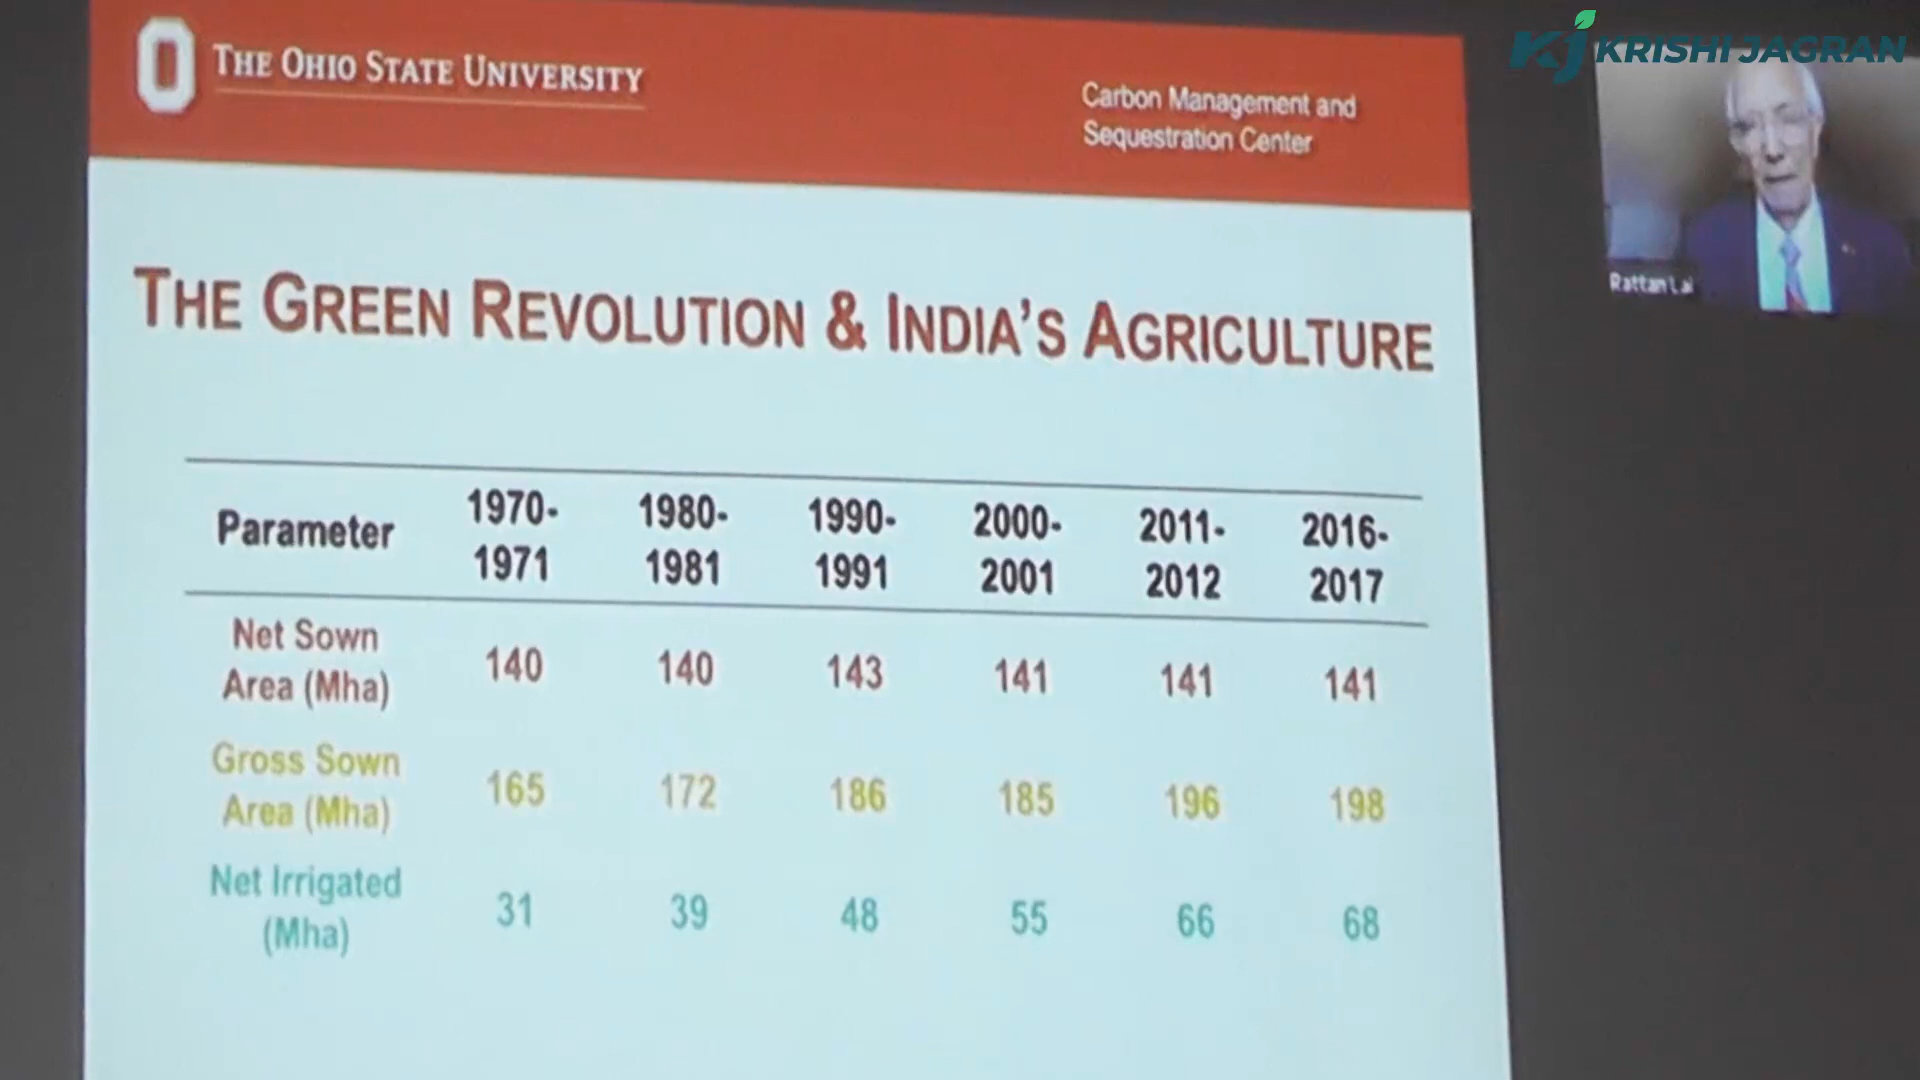 KJ KRISHI JAGRAN
O THE OHIO STATE UNIVERSITY
Carbon Management and
Sequestration Center
Rattan Lal
THE GREEN REVOLUTION & INDIA'S AGRICULTURE
Parameter 1970-1971 1980-1981 1990-1991 2000-2001 2011-2012 2016-2017
Net Sown Area (Mha) 140 140 143 141 141 141
Gross Sown Area (Mha) 165 172 186 185 196 198
Net Irrigated (Mha) 31 39 48 55 66 68